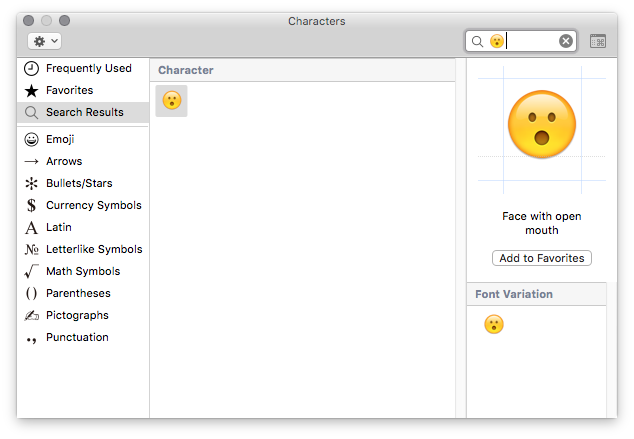 Characters
😮
Frequently Used
Favorites
Search Results
Emoji
Arrows
Bullets/Stars
$ Currency Symbols
A Latin
№ Letterlike Symbols
√ Math Symbols
() Parentheses
Pictographs
., Punctuation
Character
😮
😮
Face with open
mouth
Add to Favorites
Font Variation
😮